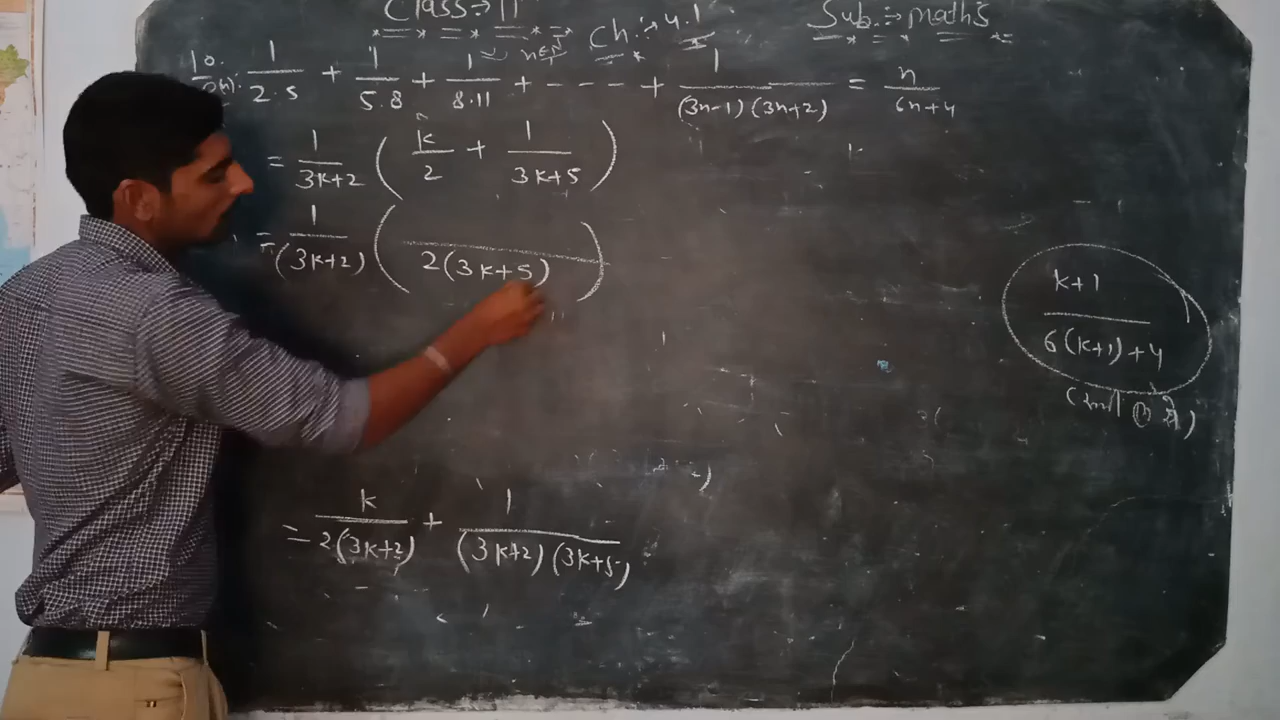 Class :- 11
Sub. :- maths
Ch :- 4.1
n∈N
10. P(n): 1/(2.5) + 1/(5.8) + 1/(8.11) + - - - - + 1/((3n-1)(3n+2)) = n/(6n+4)
= 1/(3k+2) ( k/2 + 1/(3k+5) )
= 1/(3k+2) ( /(2(3k+5)) )
(k+1)/(6(k+1)+4)
= k/(2(3k+2)) + 1/((3k+2)(3k+5))